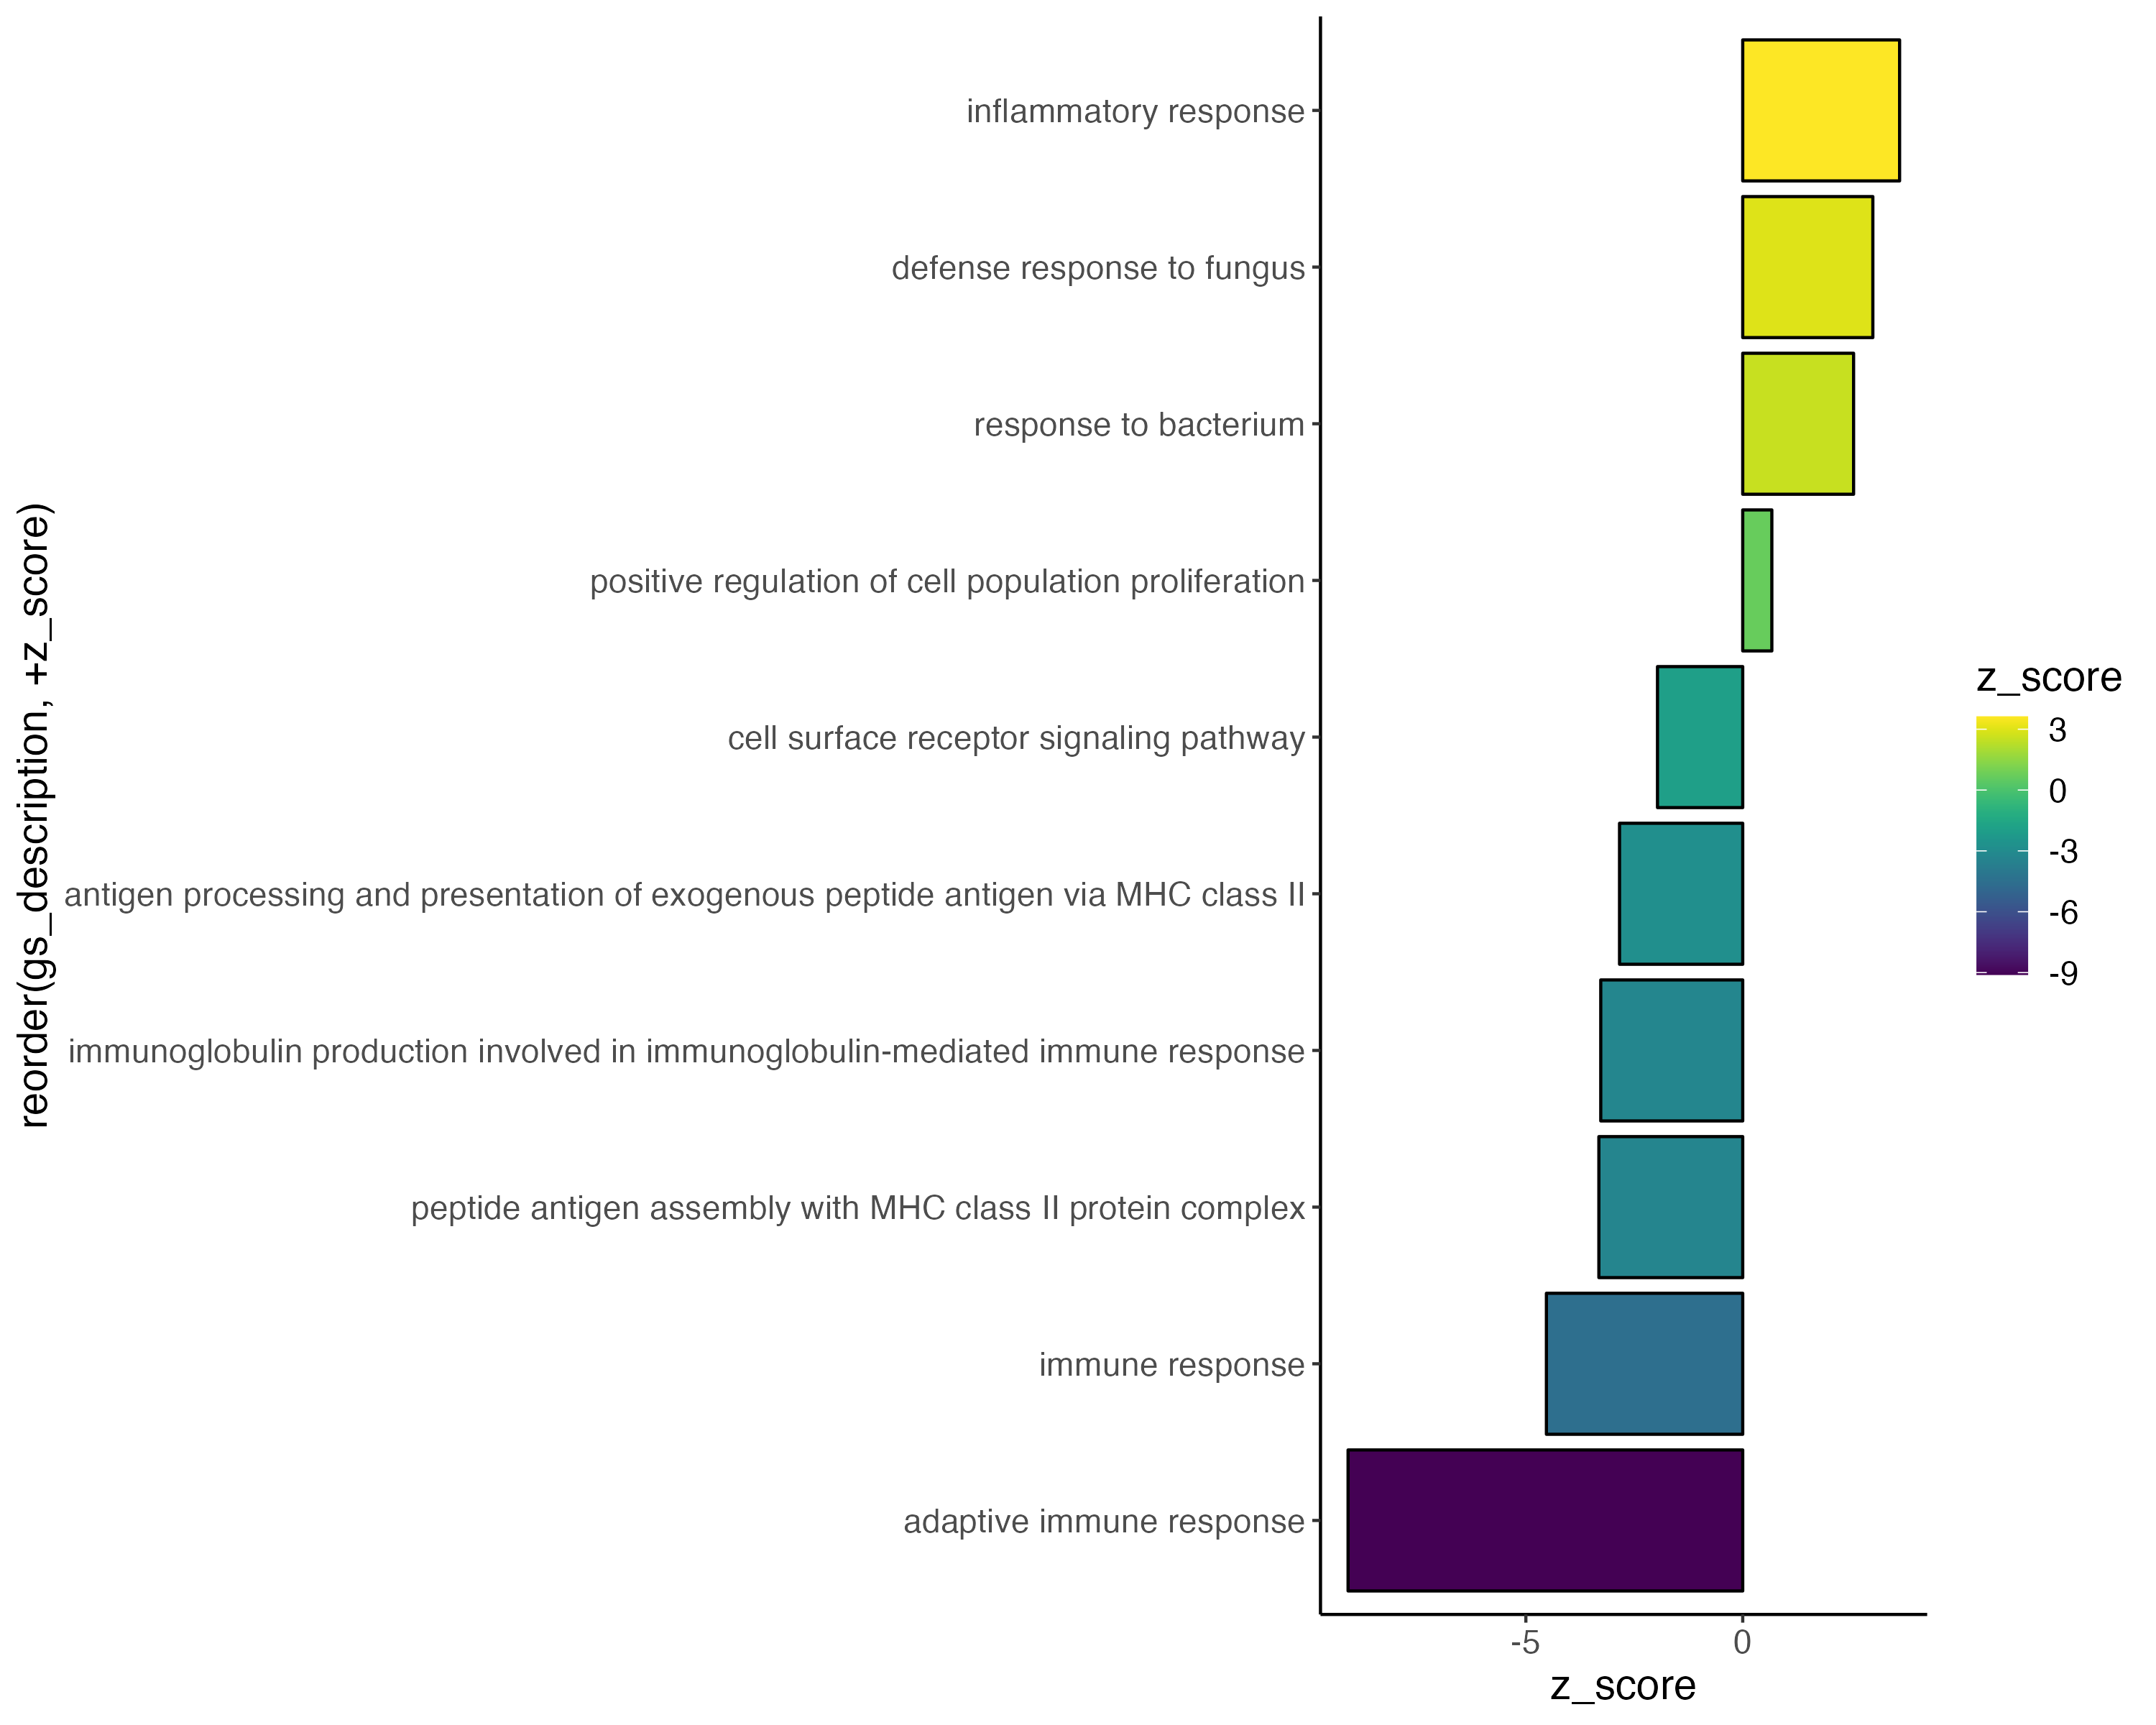 reorder(gs_description, +z_score)
inflammatory response
defense response to fungus
response to bacterium
positive regulation of cell population proliferation
cell surface receptor signaling pathway
antigen processing and presentation of exogenous peptide antigen via MHC class II
immunoglobulin production involved in immunoglobulin-mediated immune response
peptide antigen assembly with MHC class II protein complex
immune response
adaptive immune response
-5
0
z_score
z_score
3
0
-3
-6
-9